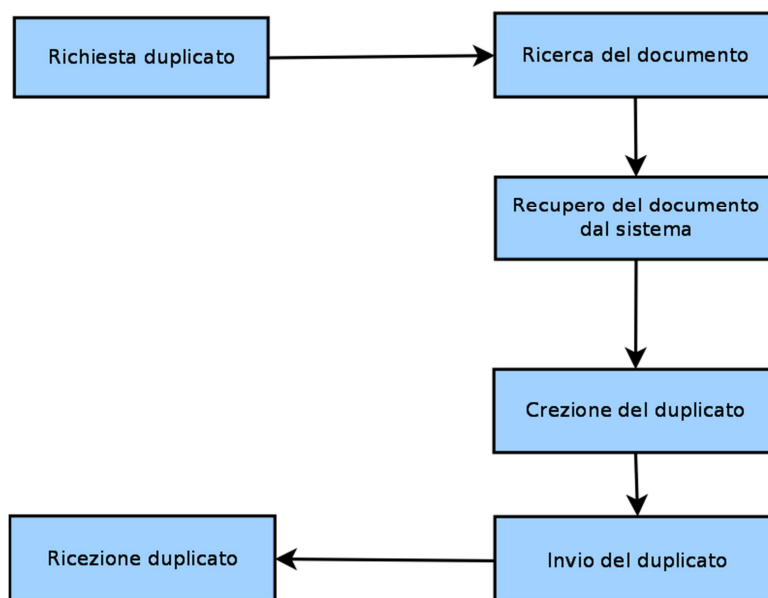 Richiesta duplicato
Ricerca del documento
Recupero del documento
dal sistema
Crezione del duplicato
Invio del duplicato
Ricezione duplicato